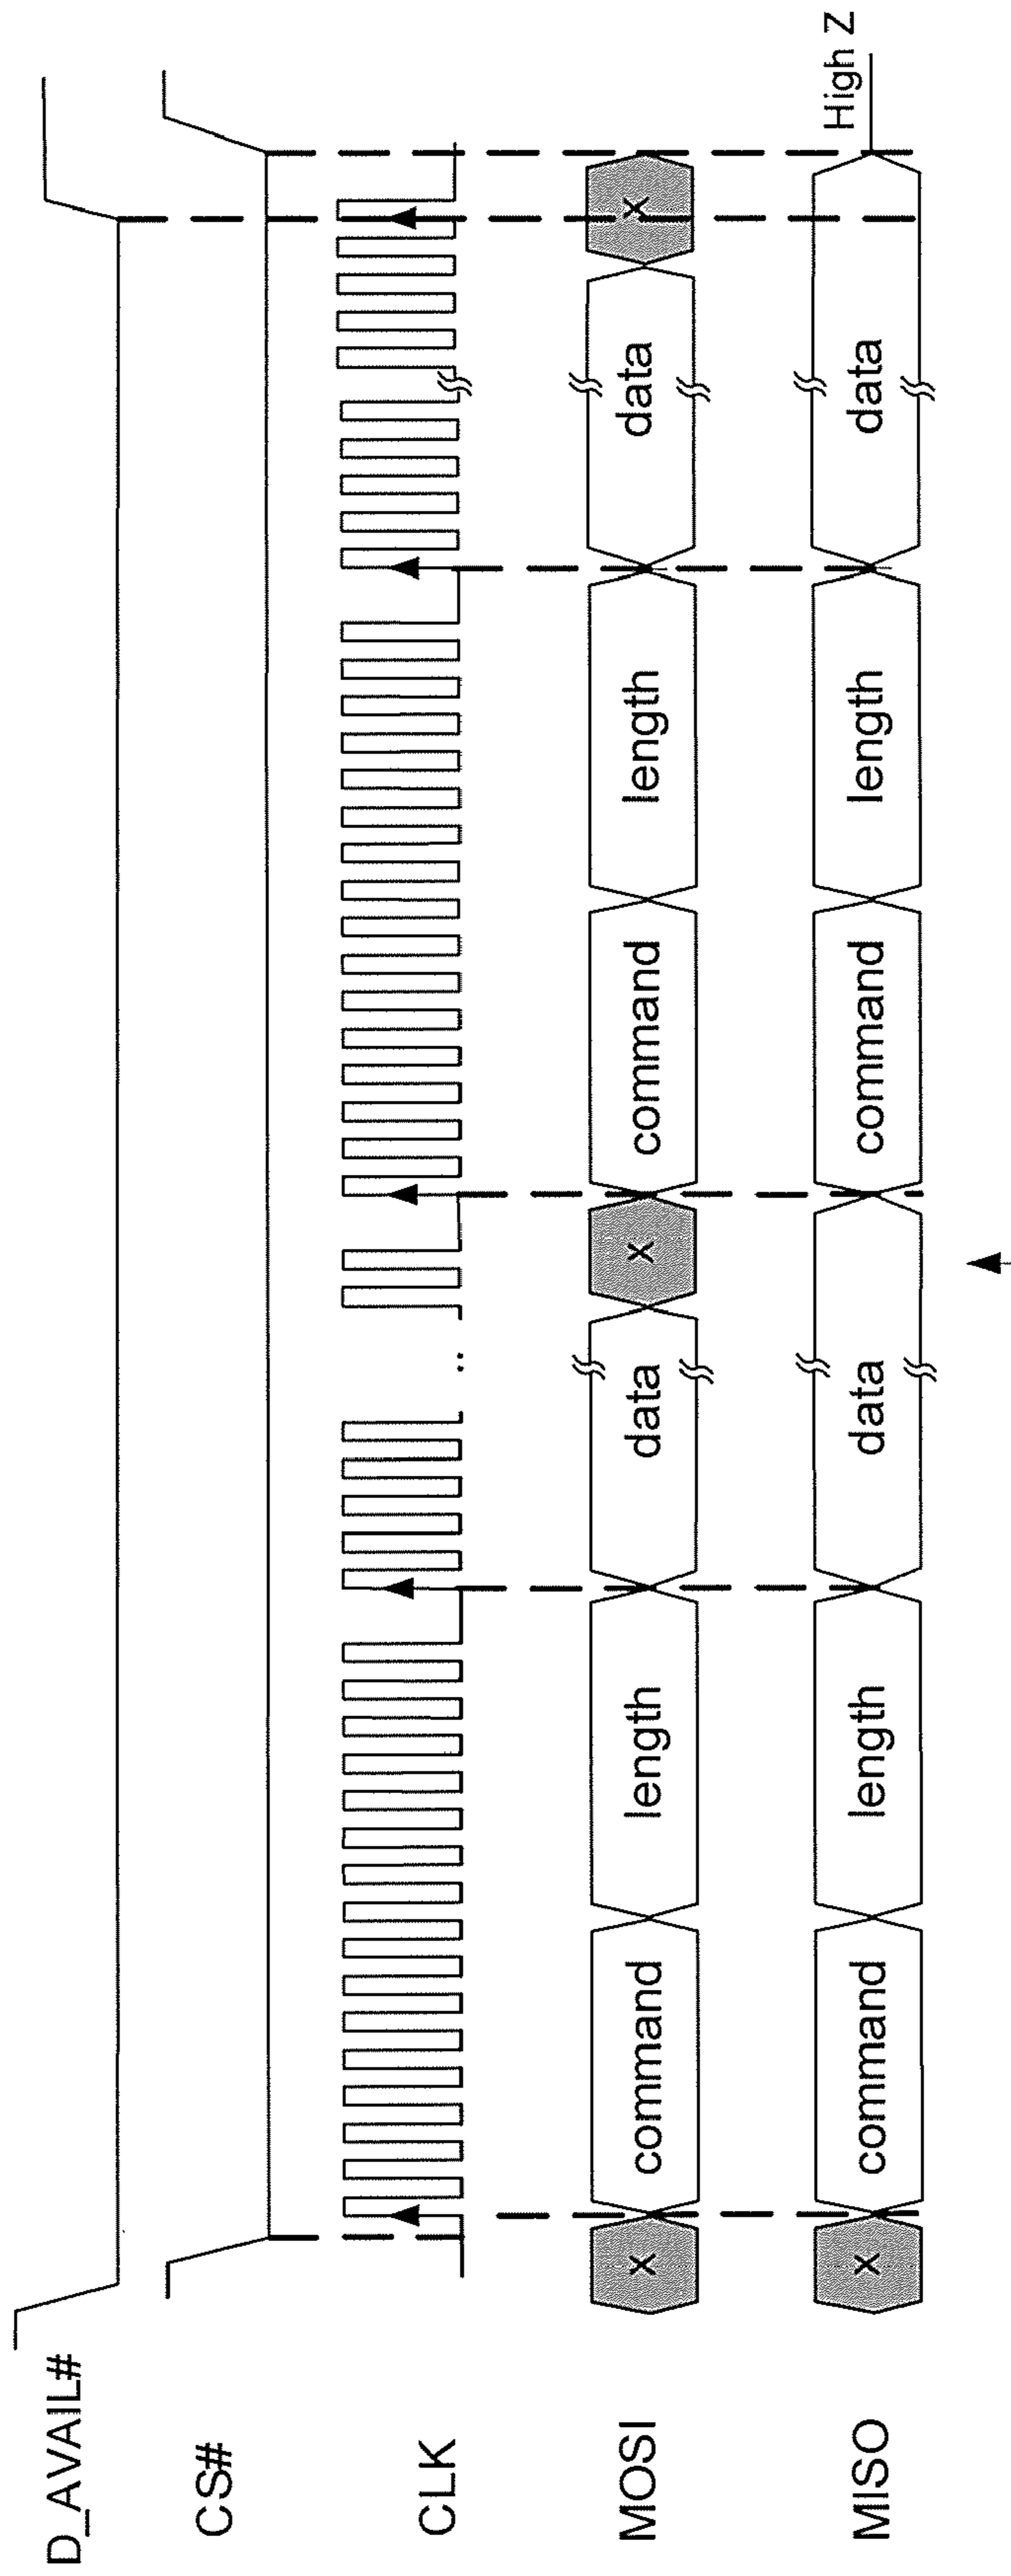 D_AVAIL#
CS#
CLK
..
MOSI
x command length data x command length data x
MISO
x command length data command length data High Z